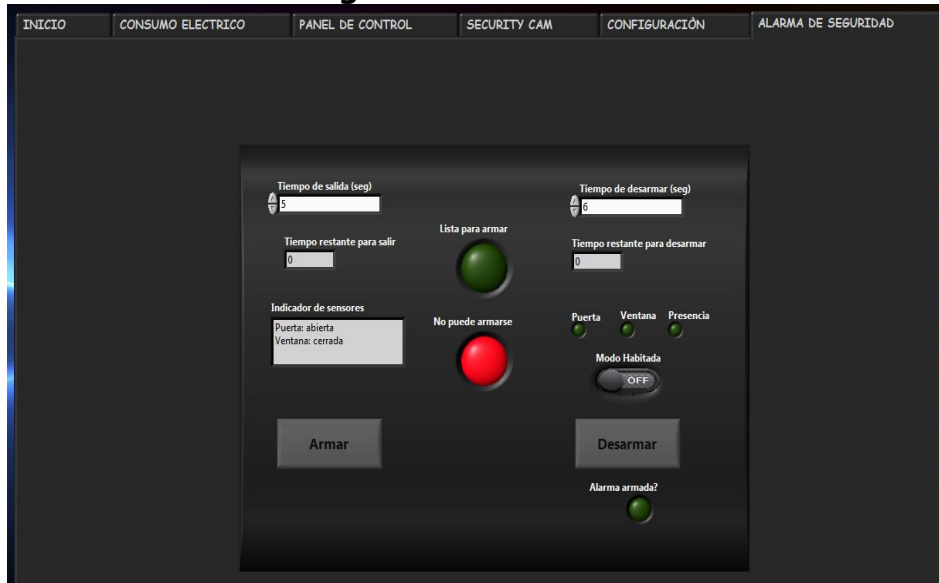 INICIO
CONSUMO ELECTRICO
PANEL DE CONTROL
SECURITY CAM
CONFIGURACIÒN
ALARMA DE SEGURIDAD
Tiempo de salida (seg)
5
Tiempo de desarmar (seg)
6
Lista para armar
Tiempo restante para salir
0
Tiempo restante para desarmar
0
Indicador de sensores
Puerta: abierta
Ventana: cerrada
No puede armarse
Puerta
Ventana
Presencia
Modo Habitada
OFF
Armar
Desarmar
Alarma armada?